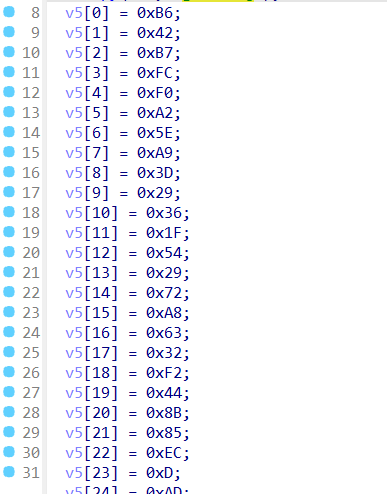 8 v5[0] = 0xB6;
9 v5[1] = 0x42;
10 v5[2] = 0xB7;
11 v5[3] = 0xFC;
12 v5[4] = 0xF0;
13 v5[5] = 0xA2;
14 v5[6] = 0x5E;
15 v5[7] = 0xA9;
16 v5[8] = 0x3D;
17 v5[9] = 0x29;
18 v5[10] = 0x36;
19 v5[11] = 0x1F;
20 v5[12] = 0x54;
21 v5[13] = 0x29;
22 v5[14] = 0x72;
23 v5[15] = 0xA8;
24 v5[16] = 0x63;
25 v5[17] = 0x32;
26 v5[18] = 0xF2;
27 v5[19] = 0x44;
28 v5[20] = 0x8B;
29 v5[21] = 0x85;
30 v5[22] = 0xEC;
31 v5[23] = 0xD;
v5[24] = 0xAD;